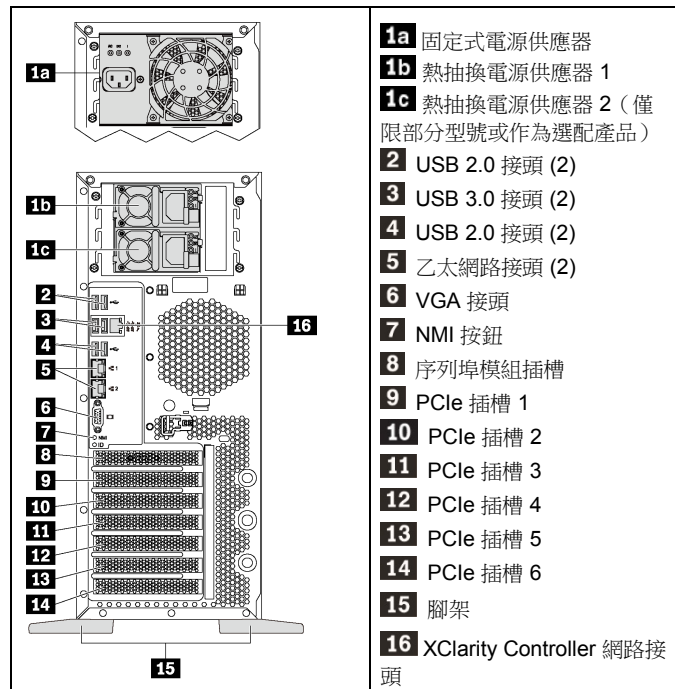 1a
1b
1c
2
3
4
5
6
7
8
9
10
11
12
13
14
15
16
1
2
NMI
ID
1a 固定式電源供應器
1b 熱抽換電源供應器 1
1c 熱抽換電源供應器 2（僅
限部分型號或作為選配產品）
2 USB 2.0 接頭 (2)
3 USB 3.0 接頭 (2)
4 USB 2.0 接頭 (2)
5 乙太網路接頭 (2)
6 VGA 接頭
7 NMI 按鈕
8 序列埠模組插槽
9 PCIe 插槽 1
10 PCIe 插槽 2
11 PCIe 插槽 3
12 PCIe 插槽 4
13 PCIe 插槽 5
14 PCIe 插槽 6
15 腳架
16 XClarity Controller 網路接
頭